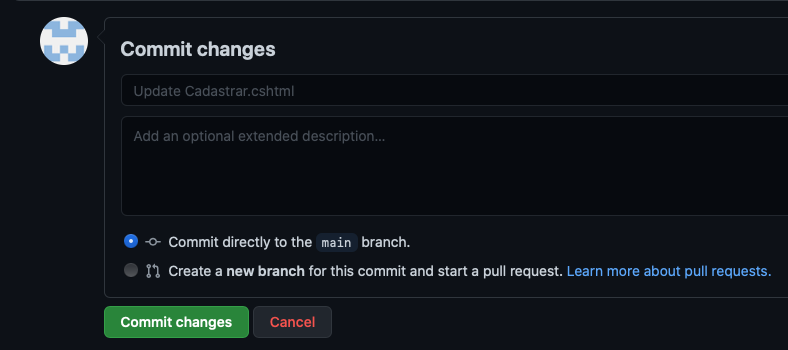 Commit changes
Update Cadastrar.cshtml
Add an optional extended description...
Commit directly to the main branch.
Create a new branch for this commit and start a pull request. Learn more about pull requests.
Commit changes Cancel